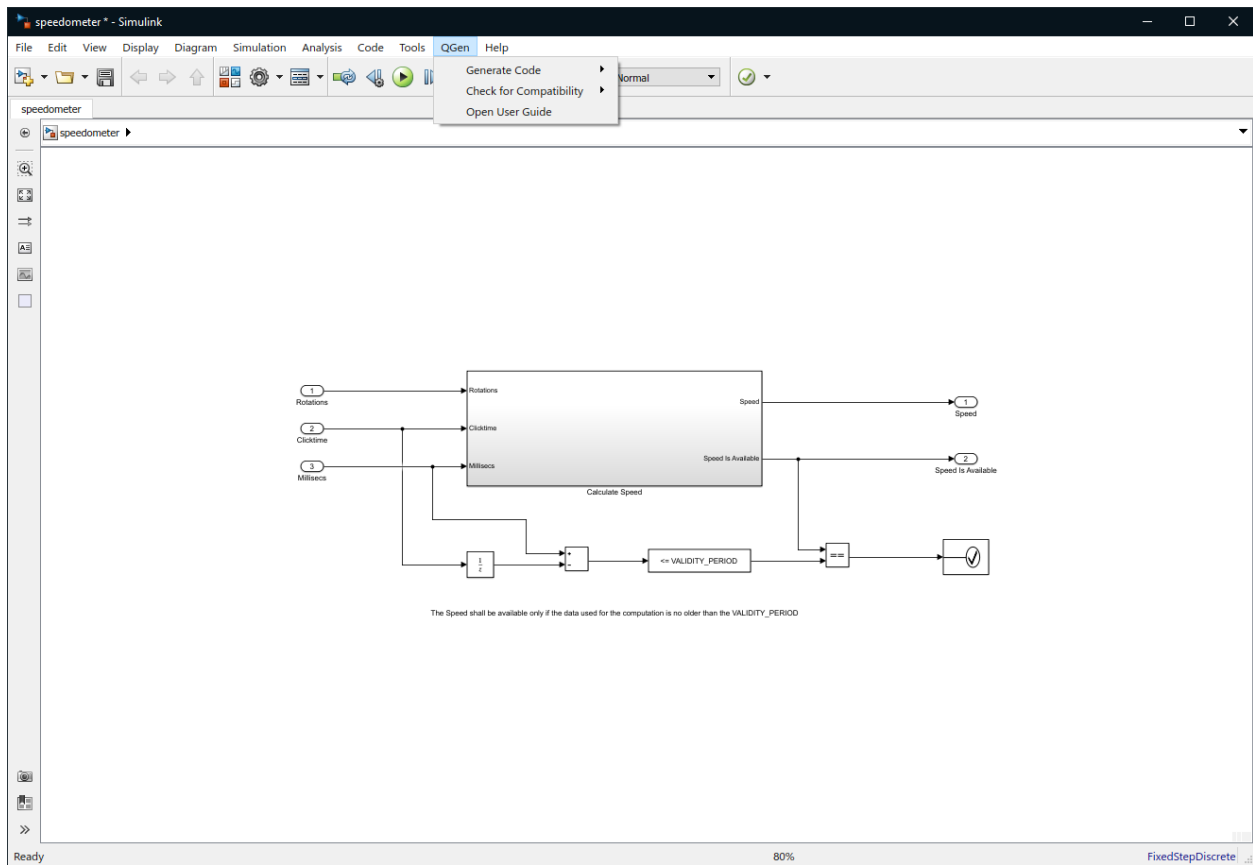 speedometer * - Simulink
File Edit View Display Diagram Simulation Analysis Code Tools QGen Help
Generate Code
Check for Compatibility
Open User Guide
Normal
speedometer
speedometer
1
Rotations
2
Clicktime
3
Millisecs
Rotations
Clicktime
Millisecs
Speed
Speed Is Available
Calculate Speed
1
Speed
2
Speed Is Available
1
z
+
−
<= VALIDITY_PERIOD
==
The Speed shall be available only if the data used for the computation is no older than the VALIDITY_PERIOD
Ready 80% FixedStepDiscrete